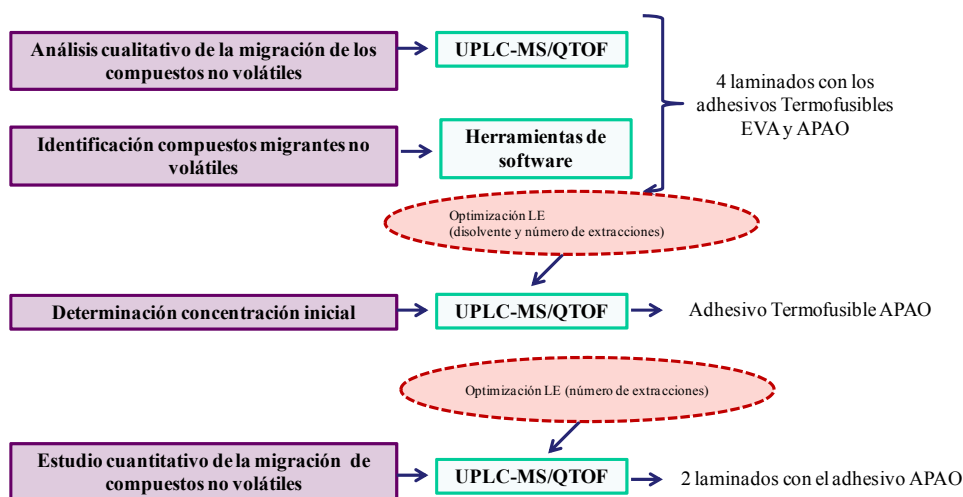 Análisis cualitativo de la migración de los
compuestos no volátiles
UPLC-MS/QTOF
4 laminados con los
adhesivos Termofusibles
EVA y APAO
Identificación compuestos migrantes no
volátiles
Herramientas de
software
Optimización LE
(disolvente y número de extracciones)
Determinación concentración inicial
UPLC-MS/QTOF
Adhesivo Termofusible APAO
Optimización LE (número de extracciones)
Estudio cuantitativo de la migración de
compuestos no volátiles
UPLC-MS/QTOF
2 laminados con el adhesivo APAO